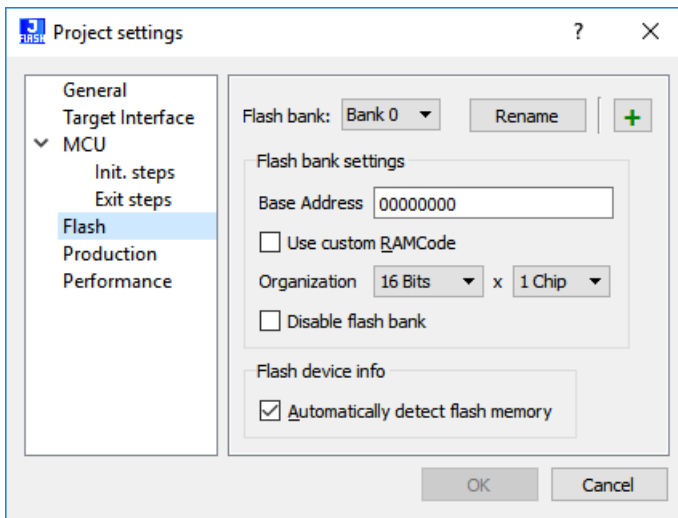 J FLASH Project settings ?
General
Target Interface
MCU
Init. steps
Exit steps
Flash
Production
Performance
Flash bank: Bank 0 Rename +
Flash bank settings
Base Address 00000000
Use custom RAMCode
Organization 16 Bits x 1 Chip
Disable flash bank
Flash device info
Automatically detect flash memory
OK Cancel